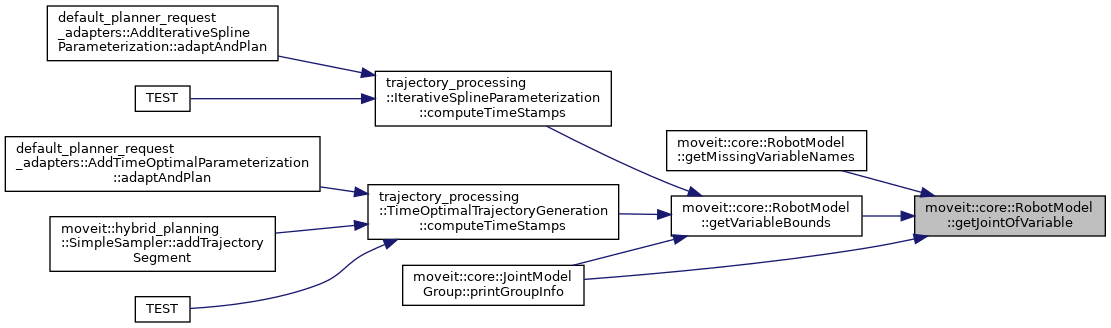 default_planner_request
_adapters::AddIterativeSpline
Parameterization::adaptAndPlan
trajectory_processing
::IterativeSplineParameterization
::computeTimeStamps
TEST
moveit::core::RobotModel
::getMissingVariableNames
default_planner_request
_adapters::AddTimeOptimalParameterization
::adaptAndPlan
trajectory_processing
::TimeOptimalTrajectoryGeneration
::computeTimeStamps
moveit::core::RobotModel
::getVariableBounds
moveit::core::RobotModel
::getJointOfVariable
moveit::hybrid_planning
::SimpleSampler::addTrajectory
Segment
moveit::core::JointModel
Group::printGroupInfo
TEST